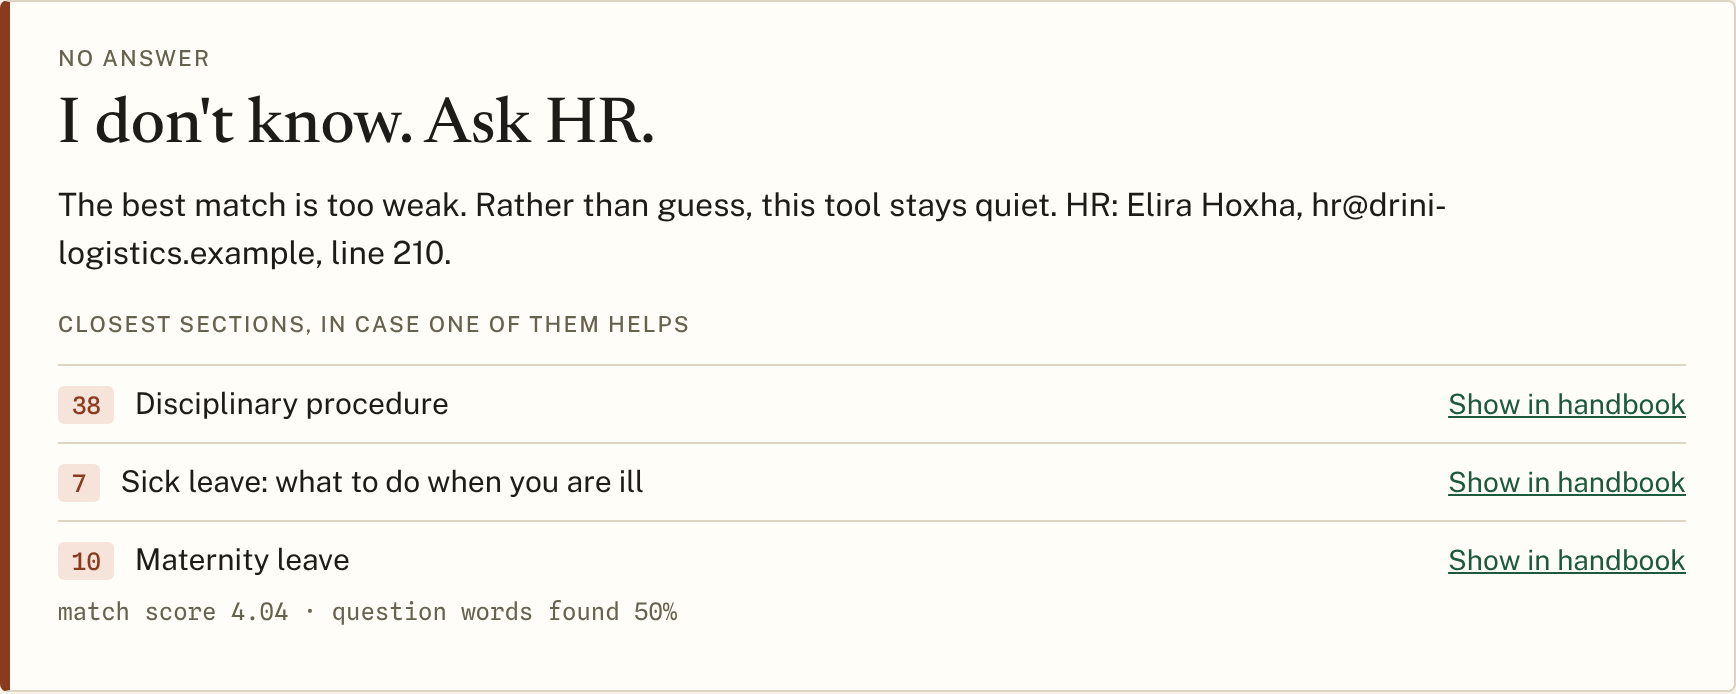 NO ANSWER
I don't know. Ask HR.
The best match is too weak. Rather than guess, this tool stays quiet. HR: Elira Hoxha, hr@drini-
logistics.example, line 210.
CLOSEST SECTIONS, IN CASE ONE OF THEM HELPS
38 Disciplinary procedure Show in handbook
7 Sick leave: what to do when you are ill Show in handbook
10 Maternity leave Show in handbook
match score 4.04 · question words found 50%